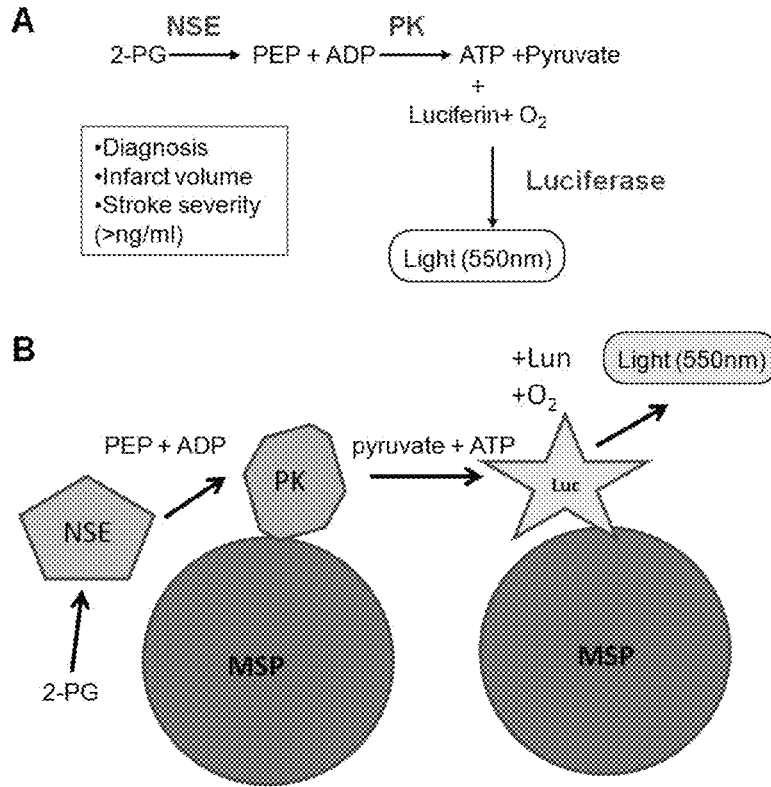 A
NSE
PK
2-PG
PEP + ADP
ATP +Pyruvate
+
Luciferin+ O₂
•Diagnosis
•Infarct volume
•Stroke severity
(>ng/ml)
Luciferase
Light (550nm)
B
+Lun
+O₂
Light (550nm)
PEP + ADP
pyruvate + ATP
NSE
PK
Luc
MSP
MSP
2-PG